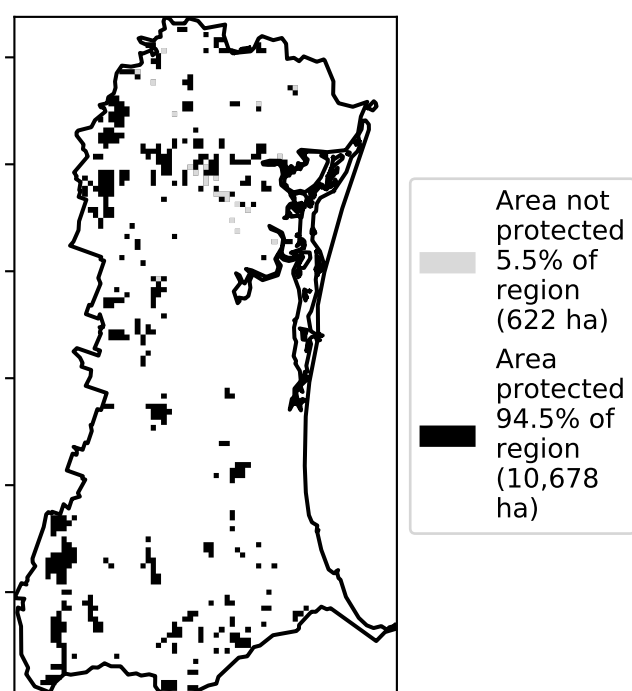 Area not
protected
5.5% of
region
(622 ha)
Area
protected
94.5% of
region
(10,678
ha)